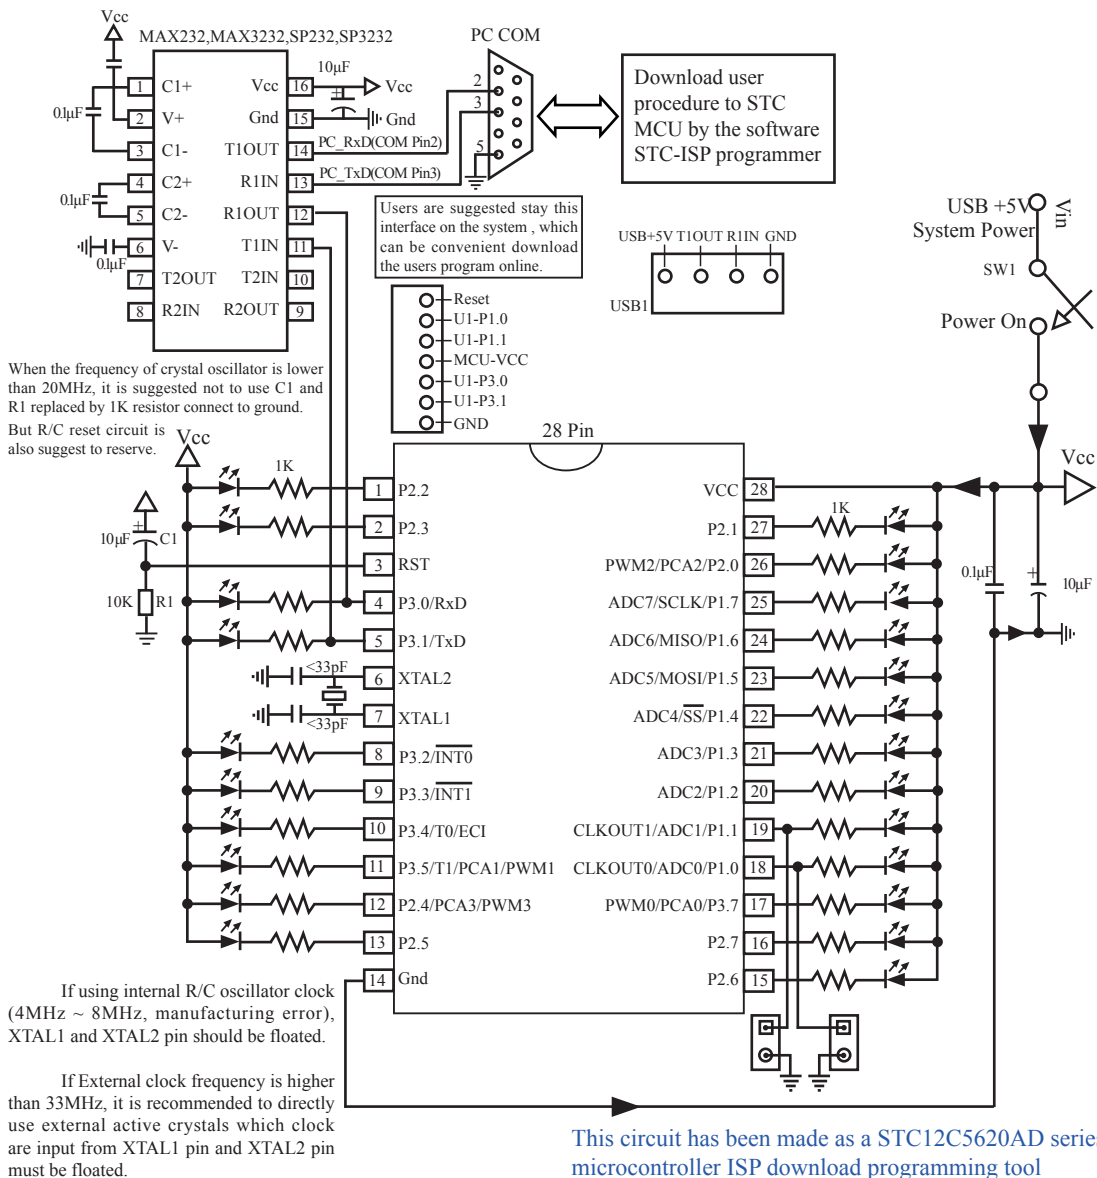 Vcc
MAX232,MAX3232,SP232,SP3232
PC COM
1 C1+
2 V+
3 C1-
4 C2+
5 C2-
6 V-
7 T2OUT
8 R2IN
Vcc 16
Gnd 15
T1OUT 14
R1IN 13
R1OUT 12
T1IN 11
T2IN 10
R2OUT 9
0.1µF
0.1µF
0.1µF
10µF
+
Vcc
Gnd
PC_RxD(COM Pin2)
PC_TxD(COM Pin3)
2
3
5
Download user
procedure to STC
MCU by the software
STC-ISP programmer
Users are suggested stay this
interface on the system , which
can be convenient download
the users program online.
USB+5V T1OUT R1IN GND
USB1
USB +5V
System Power
Vin
SW1
Power On
Reset
U1-P1.0
U1-P1.1
MCU-VCC
U1-P3.0
U1-P3.1
GND
When the frequency of crystal oscillator is lower
than 20MHz, it is suggested not to use C1 and
R1 replaced by 1K resistor connect to ground.
But R/C reset circuit is
also suggest to reserve.
Vcc
1K
+
10µF C1
10K R1
<33pF
<33pF
28 Pin
1 P2.2
2 P2.3
3 RST
4 P3.0/RxD
5 P3.1/TxD
6 XTAL2
7 XTAL1
8 P3.2/INT0
9 P3.3/INT1
10 P3.4/T0/ECI
11 P3.5/T1/PCA1/PWM1
12 P2.4/PCA3/PWM3
13 P2.5
14 Gnd
VCC 28
P2.1 27
PWM2/PCA2/P2.0 26
ADC7/SCLK/P1.7 25
ADC6/MISO/P1.6 24
ADC5/MOSI/P1.5 23
ADC4/SS/P1.4 22
ADC3/P1.3 21
ADC2/P1.2 20
CLKOUT1/ADC1/P1.1 19
CLKOUT0/ADC0/P1.0 18
PWM0/PCA0/P3.7 17
P2.7 16
P2.6 15
1K
Vcc
0.1µF
+
10µF
If using internal R/C oscillator clock
(4MHz ~ 8MHz, manufacturing error),
XTAL1 and XTAL2 pin should be floated.
If External clock frequency is higher
than 33MHz, it is recommended to directly
use external active crystals which clock
are input from XTAL1 pin and XTAL2 pin
must be floated.
This circuit has been made as a STC12C5620AD series
microcontroller ISP download programming tool